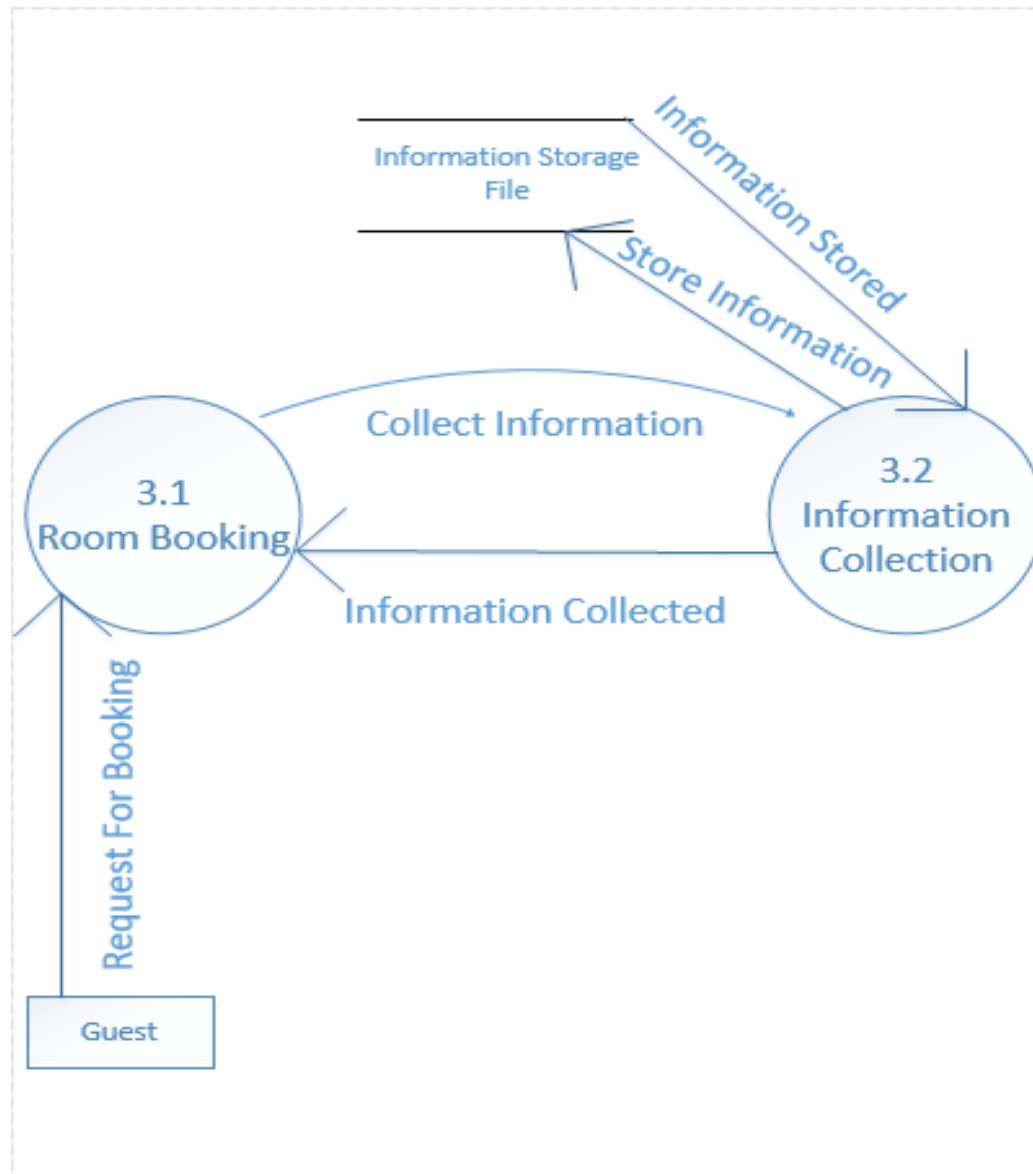 Information Storage
File
Information Stored
Store Information
Collect Information
3.1
Room Booking
3.2
Information
Collection
Information Collected
Request For Booking
Guest